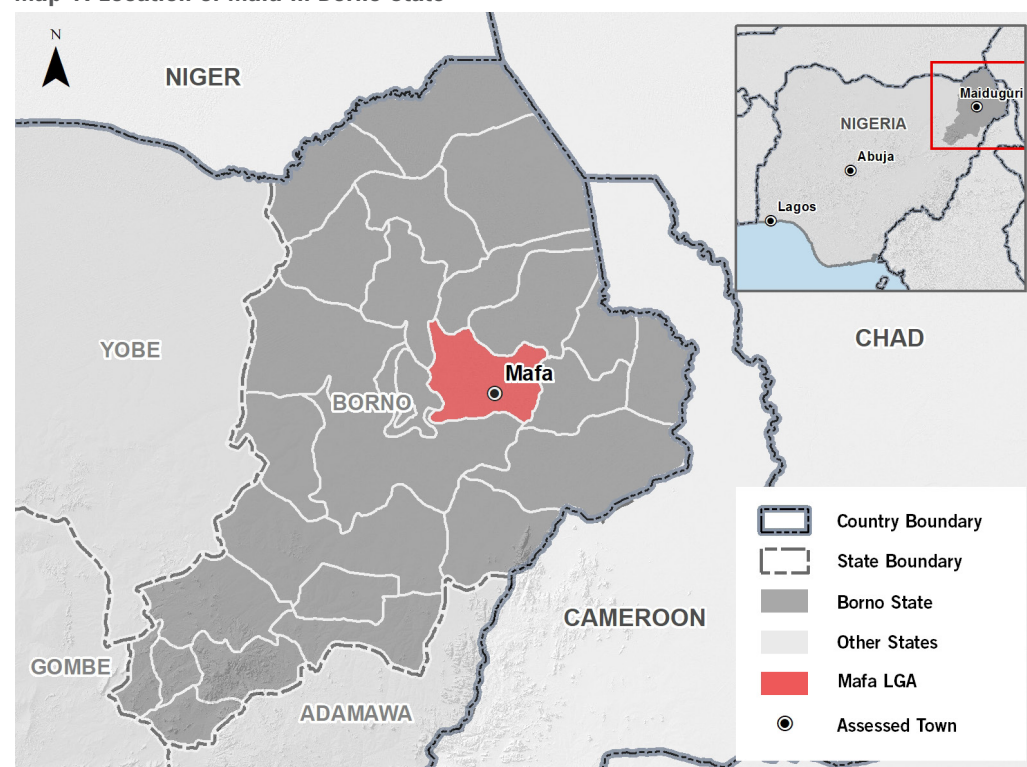 N
NIGER
Maiduguri
NIGERIA
Abuja
Lagos
CHAD
YOBE
Mafa
BORNO
CAMEROON
GOMBE
ADAMAWA
Country Boundary
State Boundary
Borno State
Other States
Mafa LGA
Assessed Town